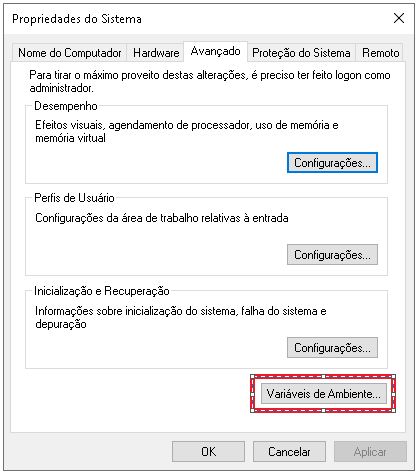 Propriedades do Sistema
Nome do Computador Hardware Avançado Proteção do Sistema Remoto
Para tirar o máximo proveito destas alterações, é preciso ter feito logon como
administrador.
Desempenho
Efeitos visuais, agendamento de processador, uso de memória e
memória virtual
Configurações...
Perfis de Usuário
Configurações da área de trabalho relativas à entrada
Configurações...
Inicialização e Recuperação
Informações sobre inicialização do sistema, falha do sistema e
depuração
Configurações...
Variáveis de Ambiente...
OK Cancelar Aplicar